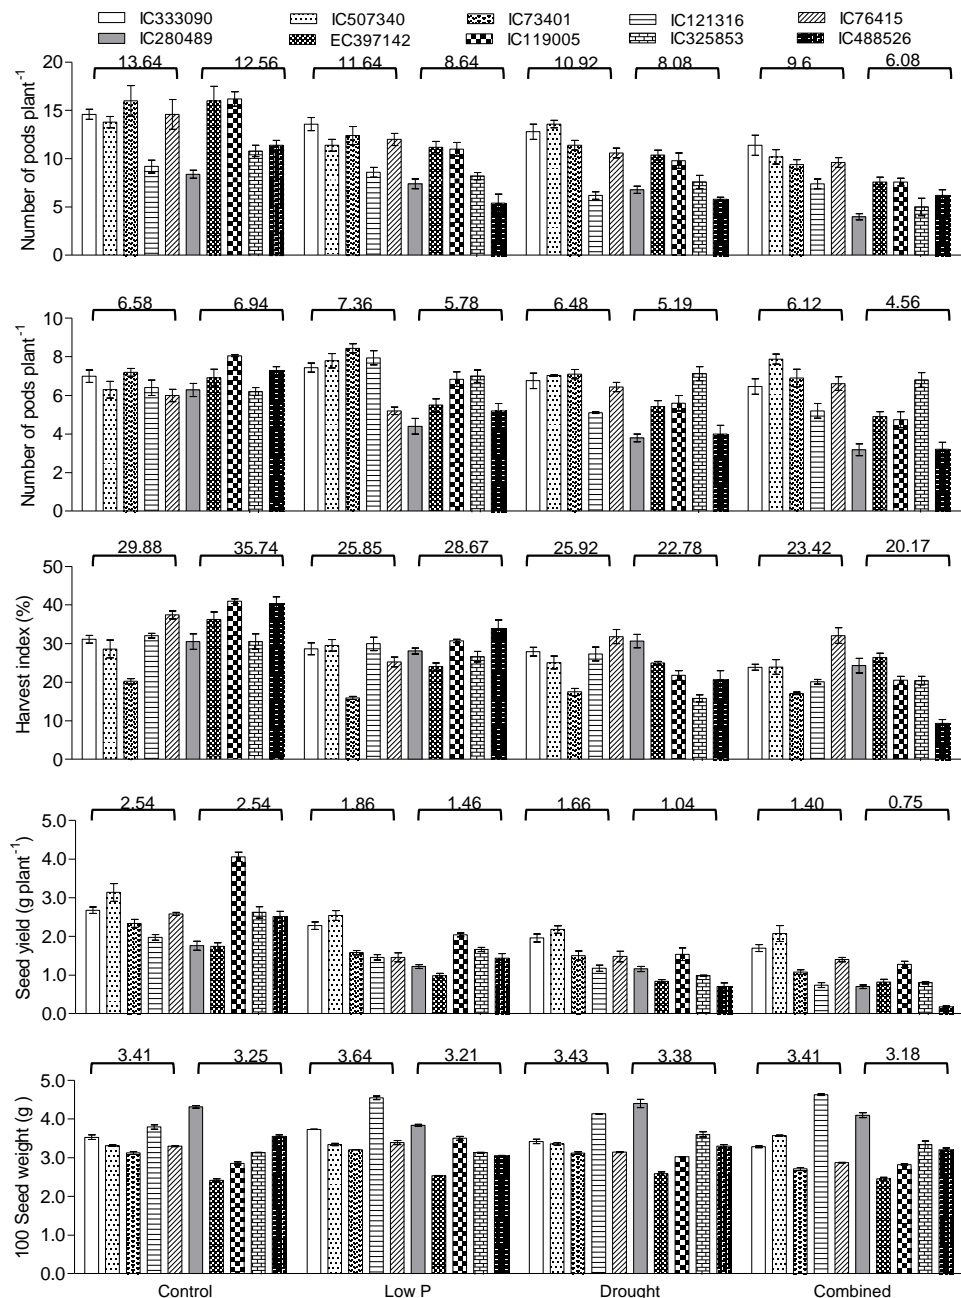 IC333090 IC507340 IC73401 IC121316 IC76415
IC280489 EC397142 IC119005 IC325853 IC488526
13.64 12.56 11.64 8.64 10.92 8.08 9.6 6.08
Number of pods plant-1
20
15
10
5
0
6.58 6.94 7.36 5.78 6.48 5.19 6.12 4.56
Number of pods plant-1
10
8
6
4
2
0
29.88 35.74 25.85 28.67 25.92 22.78 23.42 20.17
Harvest index (%)
50
40
30
20
10
0
2.54 2.54 1.86 1.46 1.66 1.04 1.40 0.75
Seed yield (g plant-1)
5.0
4.0
3.0
2.0
1.0
0.0
3.41 3.25 3.64 3.21 3.43 3.38 3.41 3.18
100 Seed weight (g)
5.0
4.0
3.0
2.0
1.0
0.0
Control Low P Drought Combined